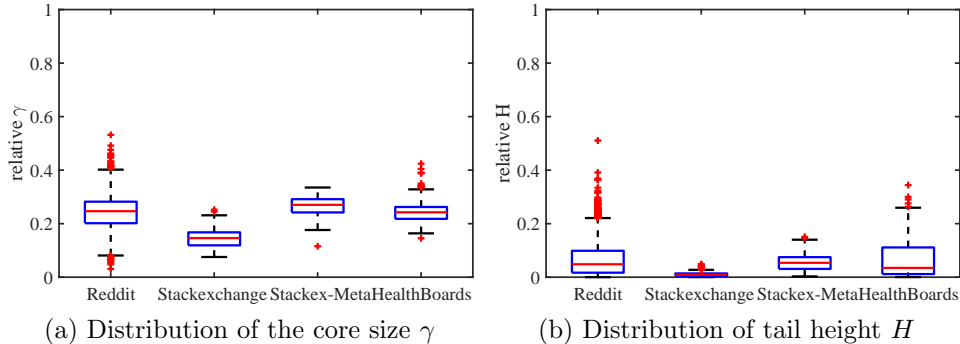 1
0.8
0.6
0.4
0.2
0
relative γ
Reddit Stackexchange Stackex-Meta HealthBoards
(a) Distribution of the core size γ
1
0.8
0.6
0.4
0.2
0
relative H
Reddit Stackexchange Stackex-Meta HealthBoards
(b) Distribution of tail height H